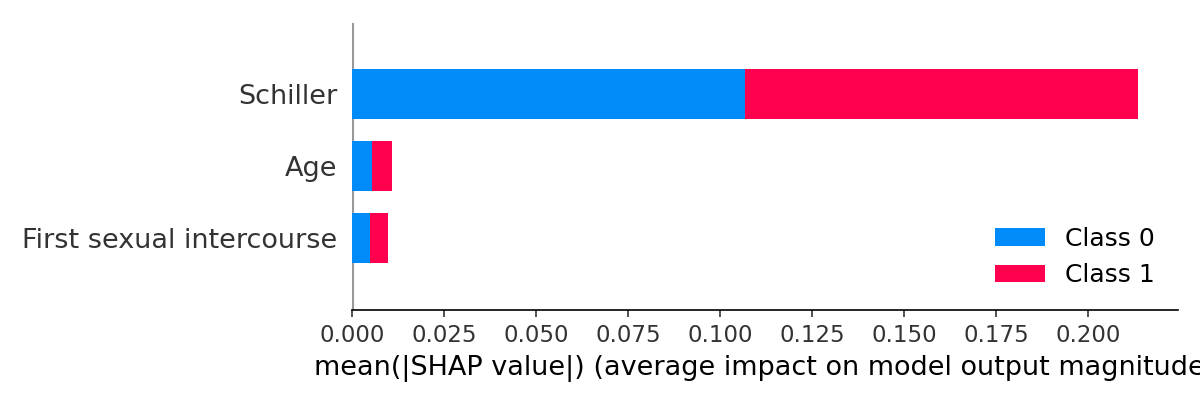 Schiller
Age
First sexual intercourse
Class 0
Class 1
0.000 0.025 0.050 0.075 0.100 0.125 0.150 0.175 0.200
mean(|SHAP value|) (average impact on model output magnitude